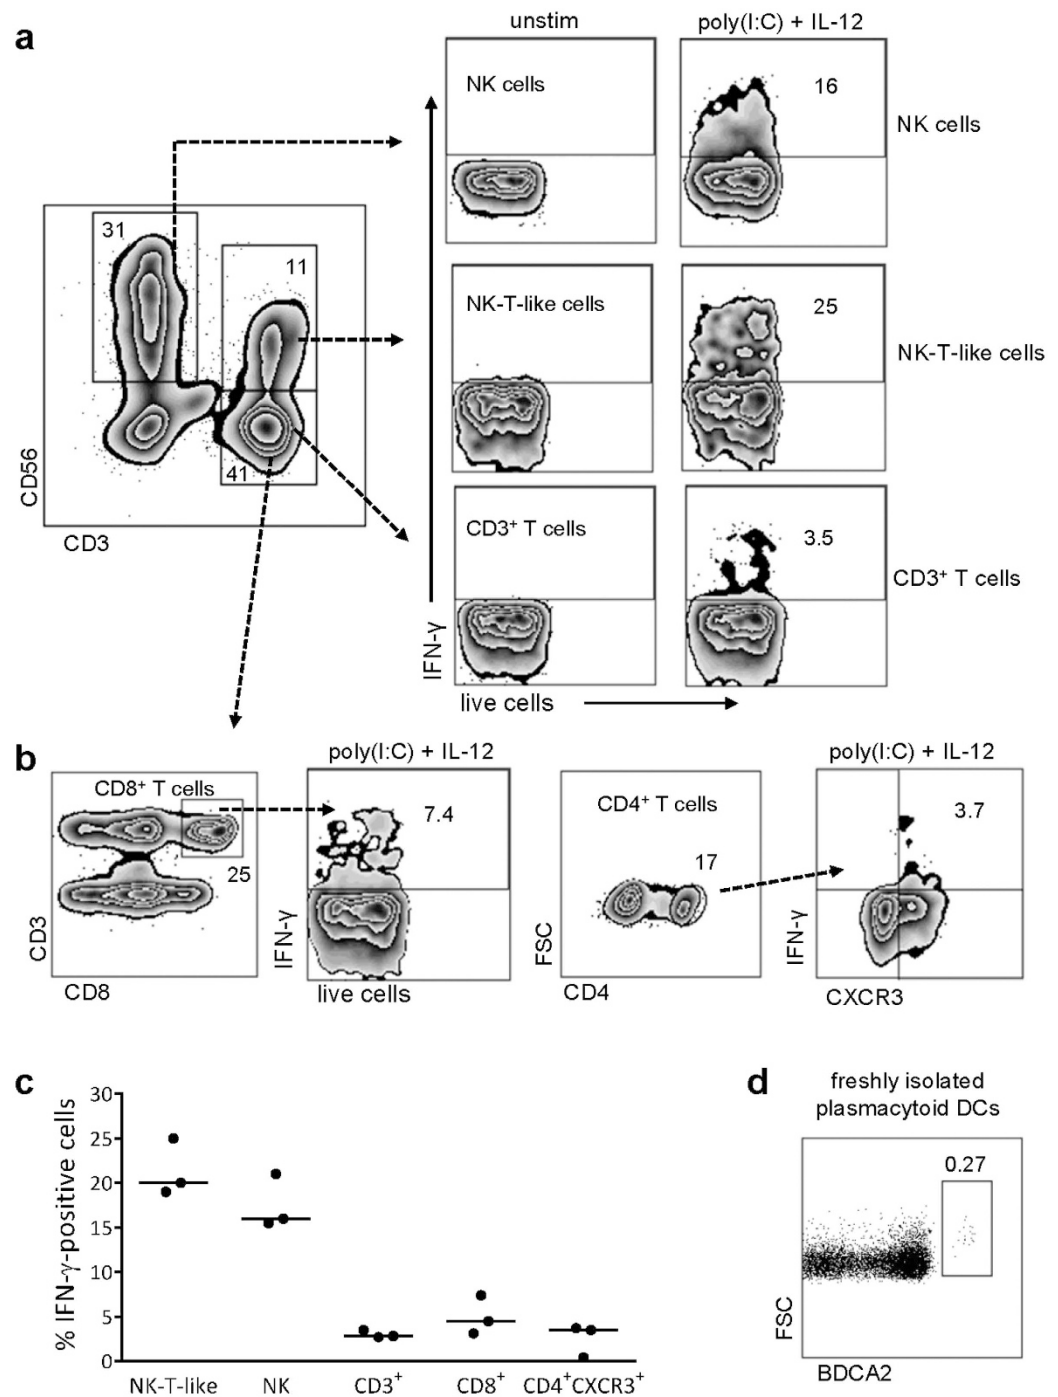 a
unstim
poly(I:C) + IL-12
NK cells
16
NK cells
31
11
41
CD56
CD3
NK-T-like cells
25
NK-T-like cells
CD3⁺ T cells
3.5
CD3⁺ T cells
IFN-γ
live cells
b
poly(I:C) + IL-12
poly(I:C) + IL-12
CD8⁺ T cells
25
CD3
CD8
7.4
IFN-γ
live cells
CD4⁺ T cells
17
FSC
CD4
3.7
IFN-γ
CXCR3
c
% IFN-γ-positive cells
30
25
20
15
10
5
0
NK-T-like
NK
CD3⁺
CD8⁺
CD4⁺CXCR3⁺
d
freshly isolated
plasmacytoid DCs
0.27
FSC
BDCA2